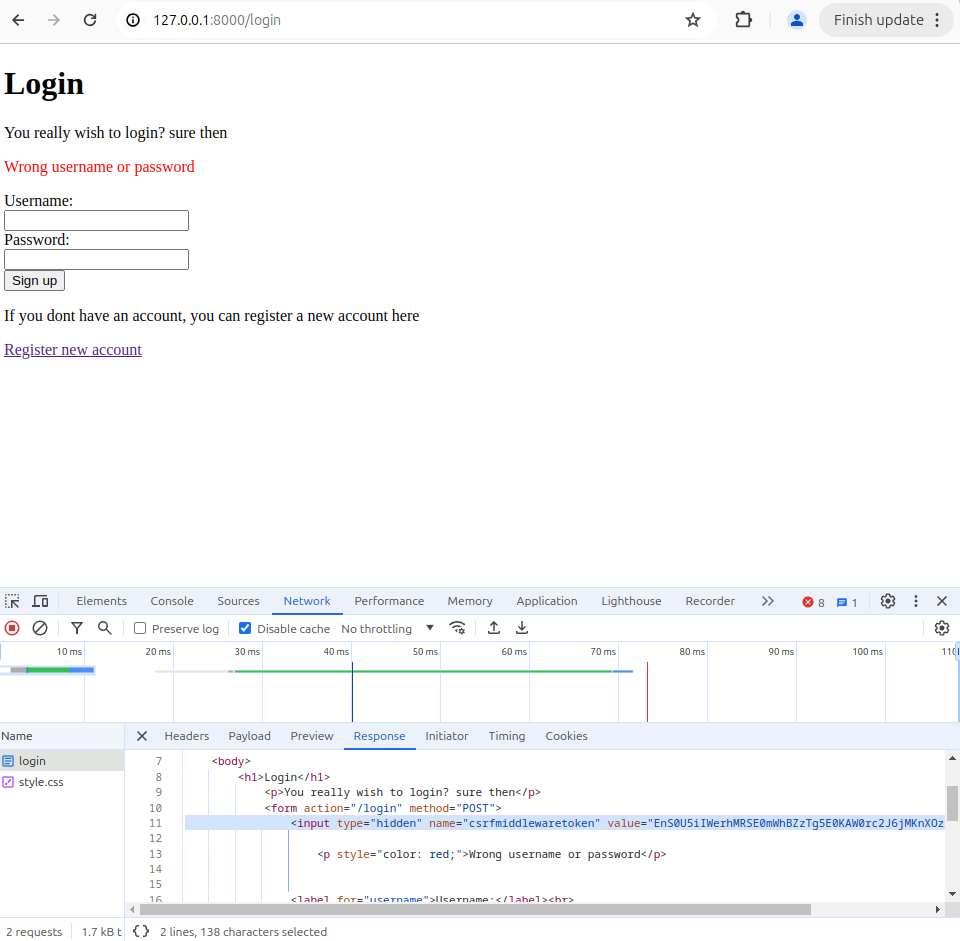 127.0.0.1:8000/login
Finish update
Login
You really wish to login? sure then
Wrong username or password
Username:
Password:
Sign up
If you dont have an account, you can register a new account here
Register new account
Elements Console Sources Network Performance Memory Application Lighthouse Recorder 8 1
Preserve log Disable cache No throttling
10 ms 20 ms 30 ms 40 ms 50 ms 60 ms 70 ms 80 ms 90 ms 100 ms 110
Name Headers Payload Preview Response Initiator Timing Cookies
login
style.css
7 <body>
8 <h1>Login</h1>
9 <p>You really wish to login? sure then</p>
10 <form action="/login" method="POST">
11 <input type="hidden" name="csrfmiddlewaretoken" value="EnS0U5iIWerhMRSE0mWhBZzTg5E0KAW0rc2J6jMKnXOz
12
13 <p style="color: red;">Wrong username or password</p>
14
15
16 <label for="username">Username:</label><br>
2 requests 1.7 kB t {} 2 lines, 138 characters selected